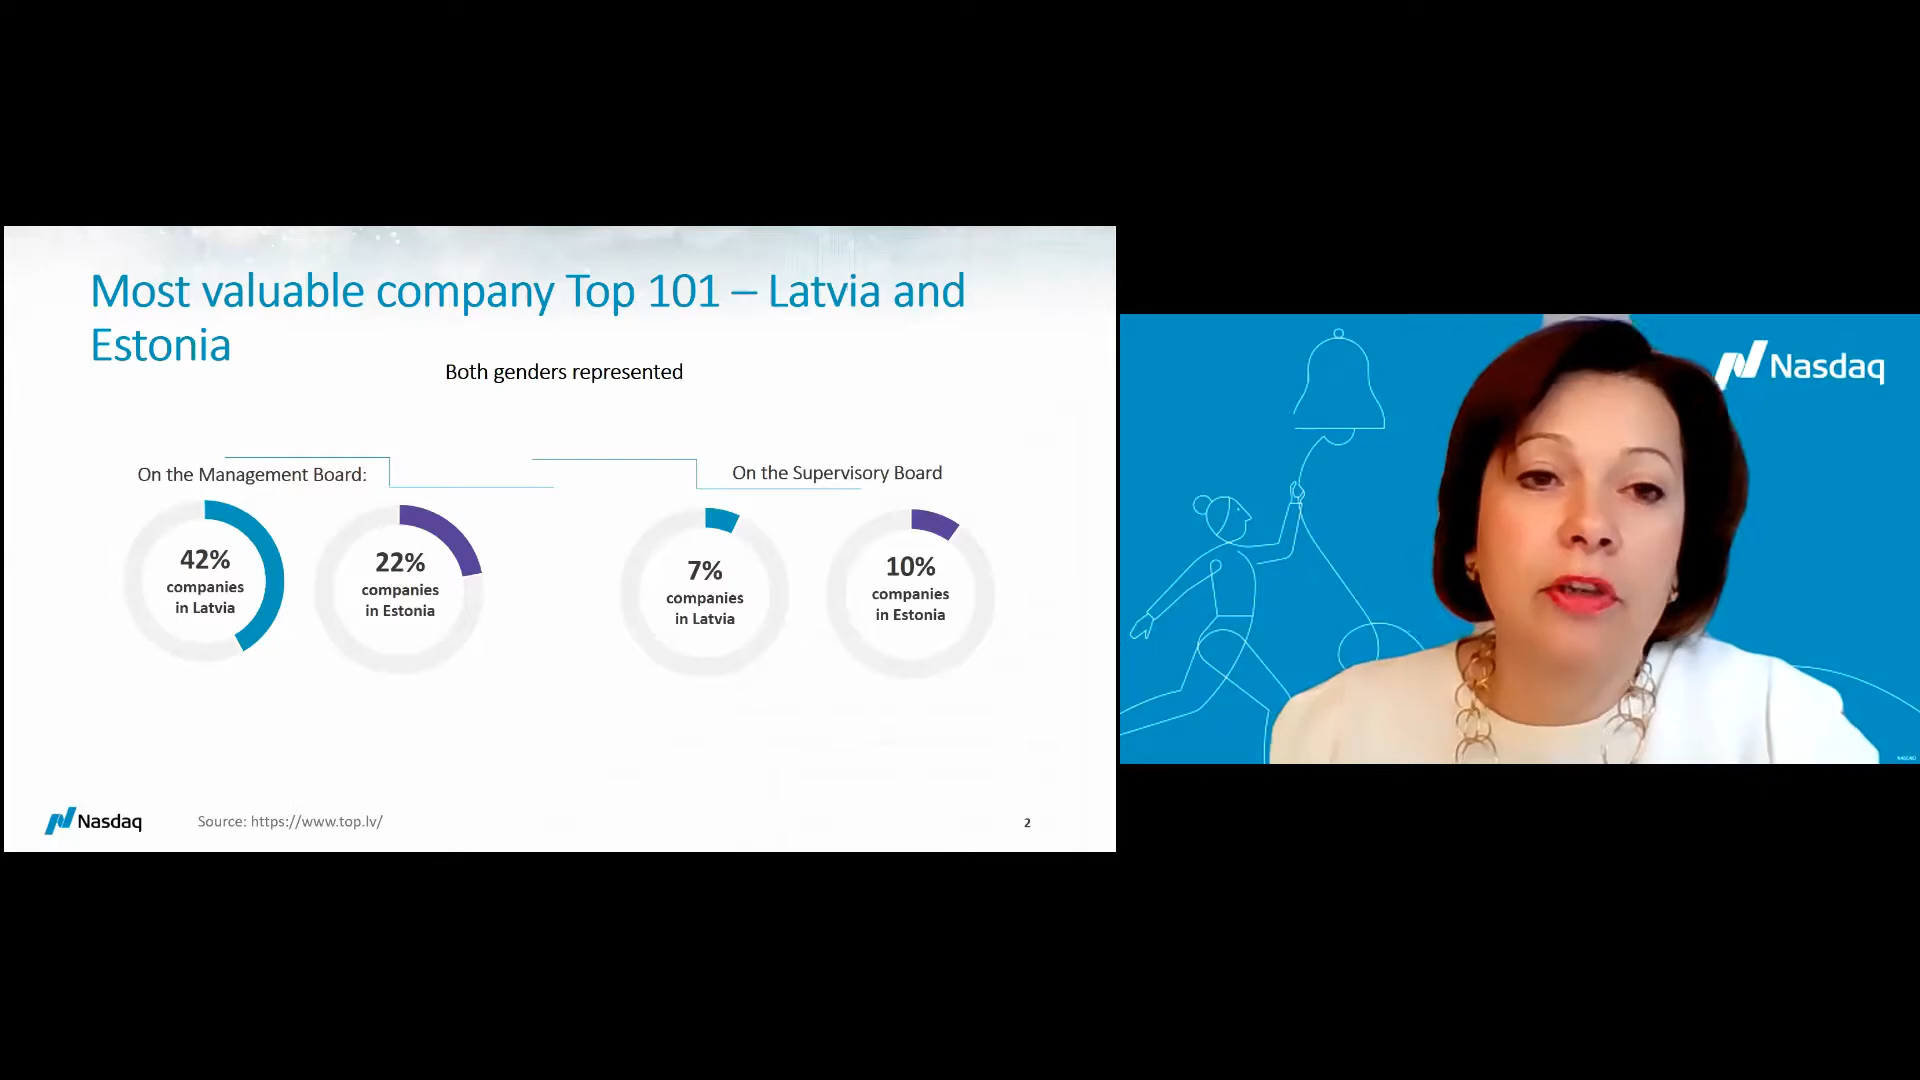 Most valuable company Top 101 – Latvia and
Estonia
Both genders represented
On the Management Board:
On the Supervisory Board
42%
companies
in Latvia
22%
companies
in Estonia
7%
companies
in Latvia
10%
companies
in Estonia
Nasdaq
Source: https://www.top.lv/
2
Nasdaq